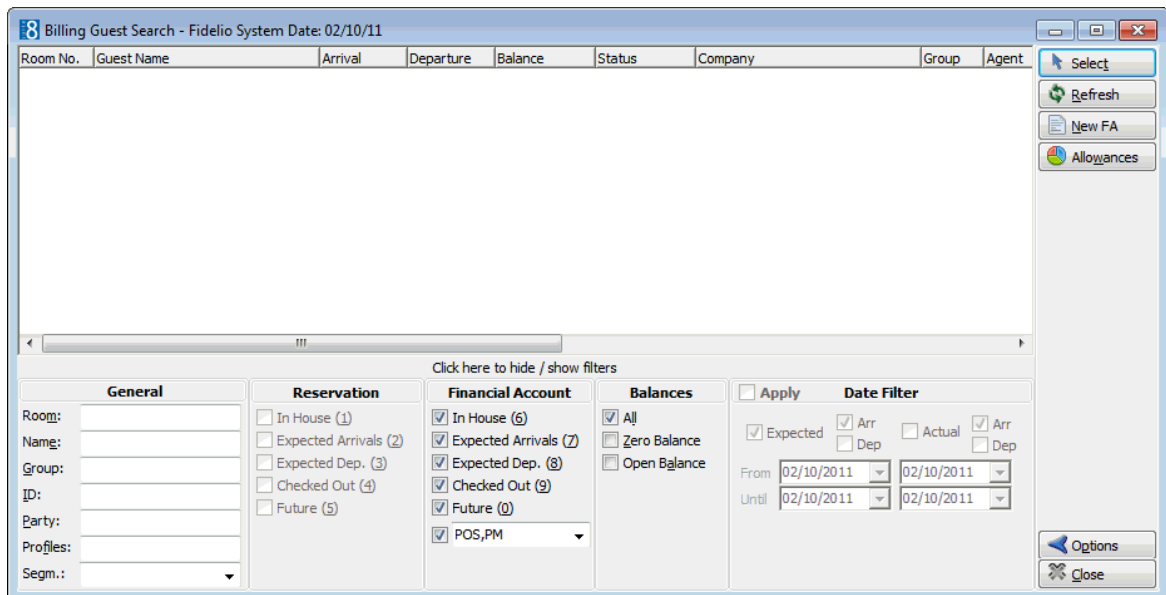 8 Billing Guest Search - Fidelio System Date: 02/10/11
Room No. Guest Name Arrival Departure Balance Status Company Group Agent
Select
Refresh
New FA
Allowances
Click here to hide / show filters
General Reservation Financial Account Balances Apply Date Filter
Room: In House (1) In House (6) All Expected Arr Dep Actual Arr Dep
Name: Expected Arrivals (2) Expected Arrivals (7) Zero Balance
Group: Expected Dep. (3) Expected Dep. (8) Open Balance From 02/10/2011 02/10/2011
ID: Checked Out (4) Checked Out (9) Until 02/10/2011 02/10/2011
Party: Future (5) Future (0)
Profiles: POS,PM
Segm.:
Options
Close